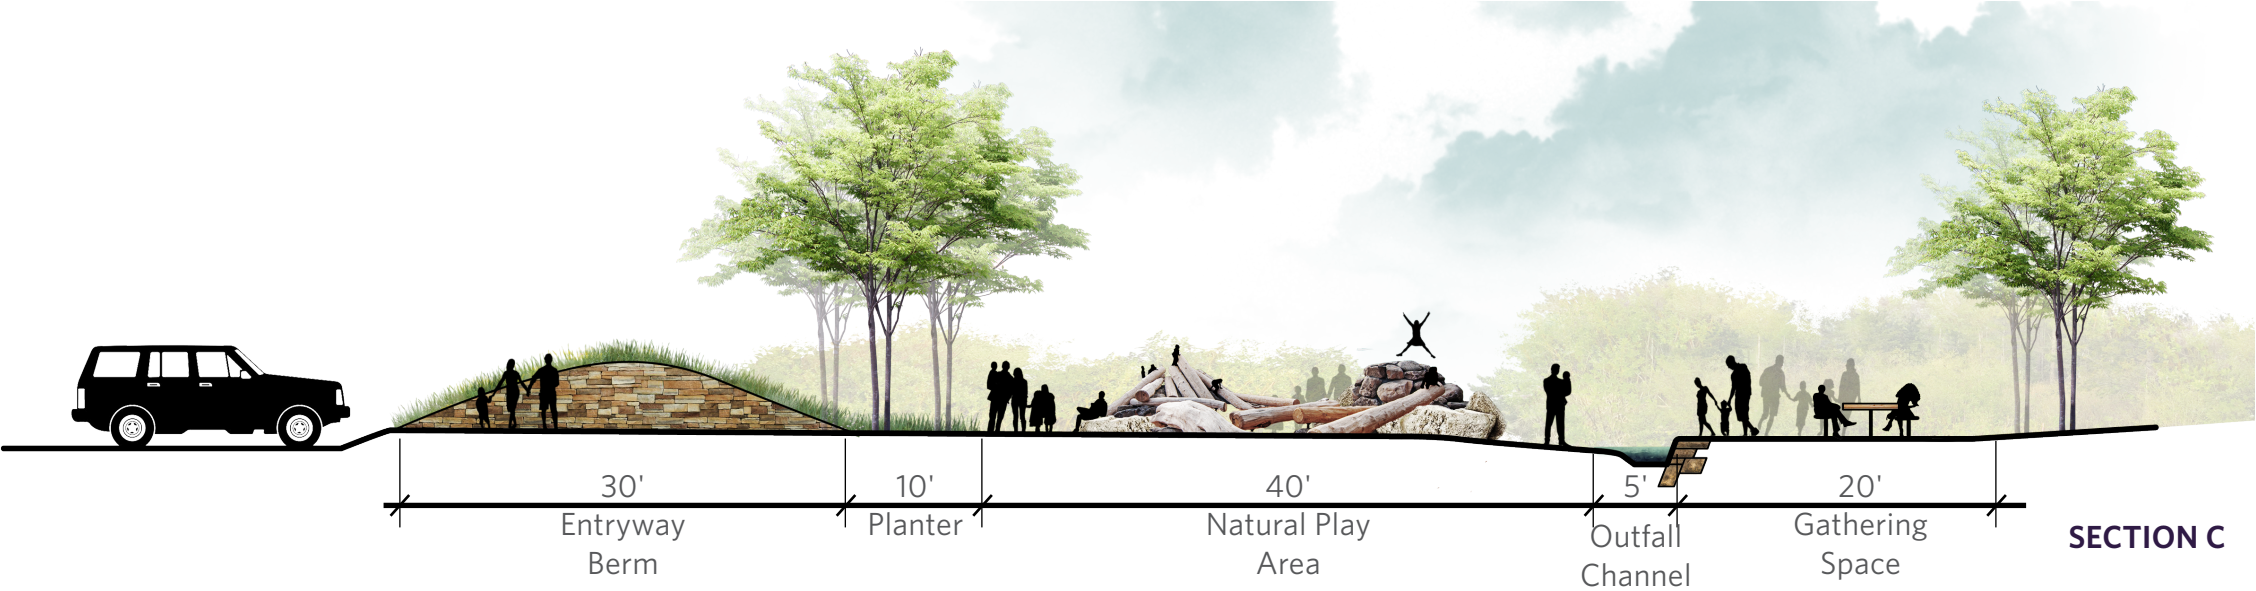 30'
Entryway
Berm
10'
Planter
40'
Natural Play
Area
5'
Outfall
Channel
20'
Gathering
Space
SECTION C